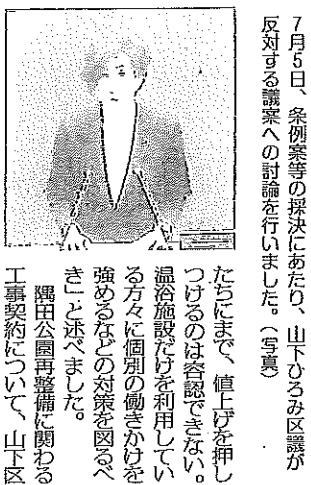 7月5日、条例案等の採決にあたり、山下ひろみ区議が
反対する議案への討論を行いました。（写真）
たちにまで、値上げを押し
つけるのは容認できない。
温浴施設だけを利用してい
る方々に個別の働きかけを
強めるなどの対策を図るべ
き」と述べました。
隅田公園再整備に関わる
工事契約について、山下区